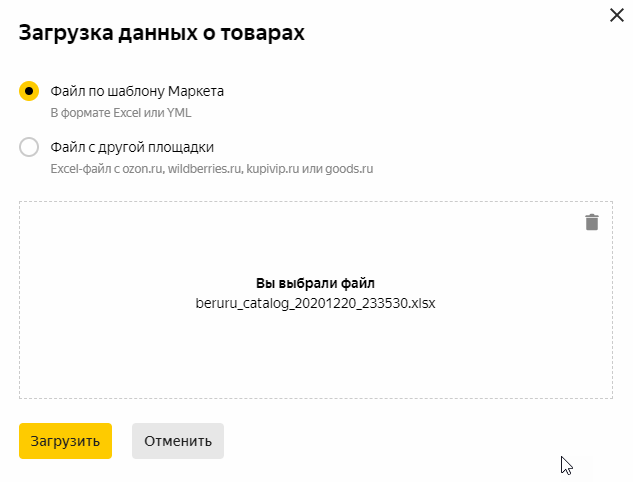 Загрузка данных о товарах
Файл по шаблону Маркета
В формате Excel или YML
Файл с другой площадки
Excel-файл с ozon.ru, wildberries.ru, kupivip.ru или goods.ru
Вы выбрали файл
beruru_catalog_20201220_233530.xlsx
Загрузить Отменить